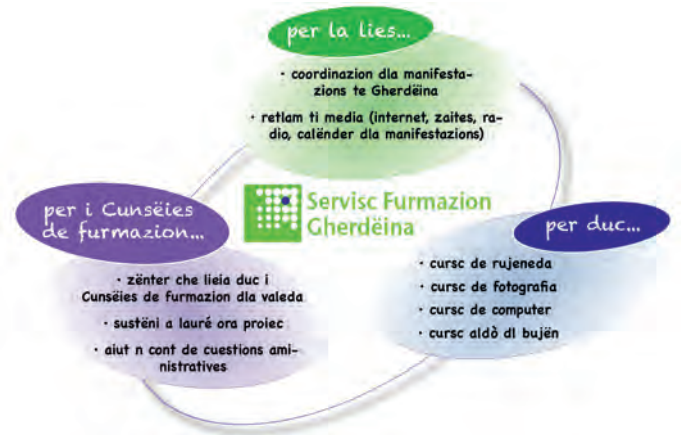 per la lies...
· coordinazion dla manifesta-
zions te Gherdëina
· retlam ti media (internet, zaites, ra-
dio, calënder dla manifestazions)
Servisc Furmazion
Gherdëina
per i Cunsëies
de furmazion...
· zënter che lieia duc i
Cunsëies de furmazion dla valeda
· sustëni a lauré ora proiec
· aiut n cont de cuestions ami-
nistratives
per duc...
· cursc de rujeneda
· cursc de fotografia
· cursc de computer
· cursc aldò dl bujën